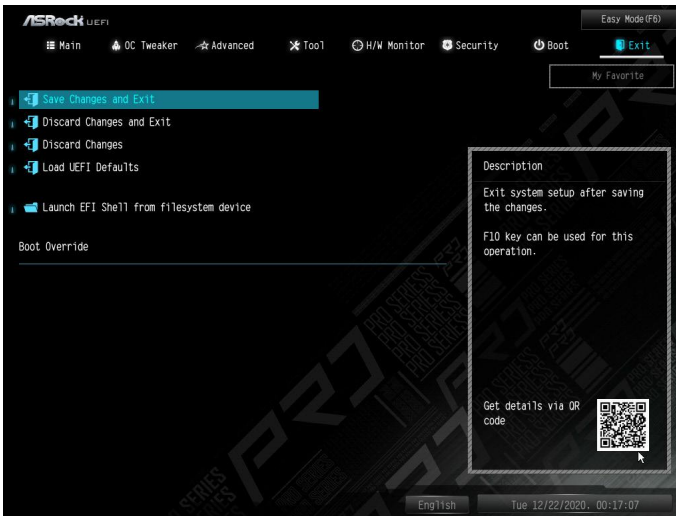 ASRock UEFI
Easy Mode(F6)
Main
OC Tweaker
Advanced
Tool
H/W Monitor
Security
Boot
Exit
My Favorite
Save Changes and Exit
Discard Changes and Exit
Discard Changes
Load UEFI Defaults
Launch EFI Shell from filesystem device
Boot Override
Description
Exit system setup after saving
the changes.
F10 key can be used for this
operation.
Get details via QR
code
PRO SERIES
English
Tue 12/22/2020. 00:17:07